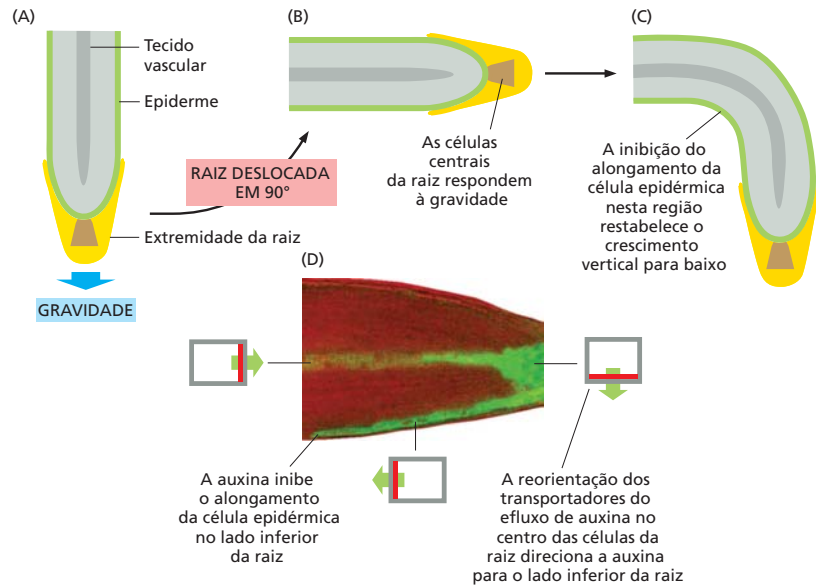 (A)
Tecido
vascular
Epiderme
Extremidade da raiz
GRAVIDADE
RAIZ DESLOCADA
EM 90°
(B)
As células
centrais
da raiz respondem
à gravidade
(C)
A inibição do
alongamento da
célula epidérmica
nesta região
restabelece o
crescimento
vertical para baixo
(D)
A auxina inibe
o alongamento
da célula epidérmica
no lado inferior
da raiz
A reorientação dos
transportadores do
efluxo de auxina no
centro das células da
raiz direciona a auxina
para o lado inferior da raiz